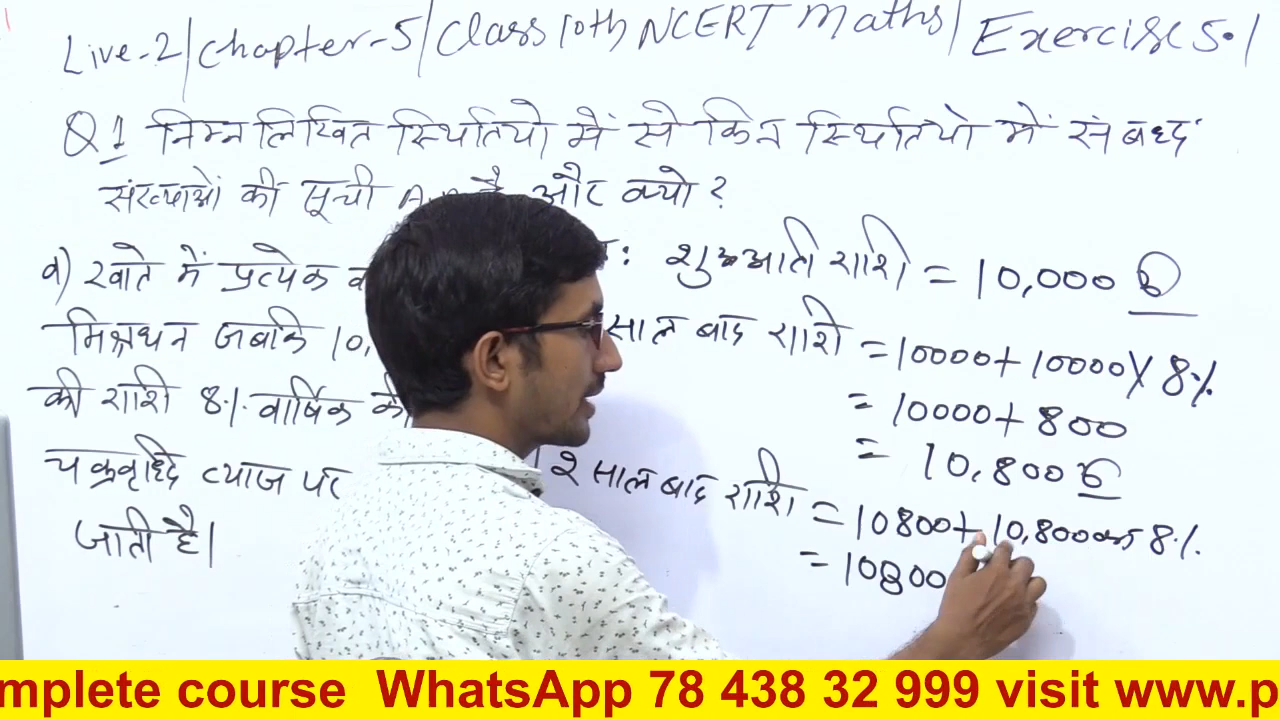 Live-2/Chapter-5/Class 10th NCERT Maths/Exercise 5.1
Q1 निम्नलिखित स्थितियो में से किन स्थितियो में संबध्द
संख्याओं की सूची A.P है और क्यो ?
खाते में प्रत्येक
मिश्रधन जबकि 10,
की राशि 8% वार्षिक की
चक्रवृध्दि व्याज पर
जाती है।
: शुरुआति राशि = 10,000 रु
साल बाद राशि = 10000 + 10000 X 8%
= 10000 + 800
= 10,800 रु
2 साल बाद राशि = 10800 + 10,800 का 8%
= 10800
mplete course WhatsApp 78 438 32 999 visit www.p